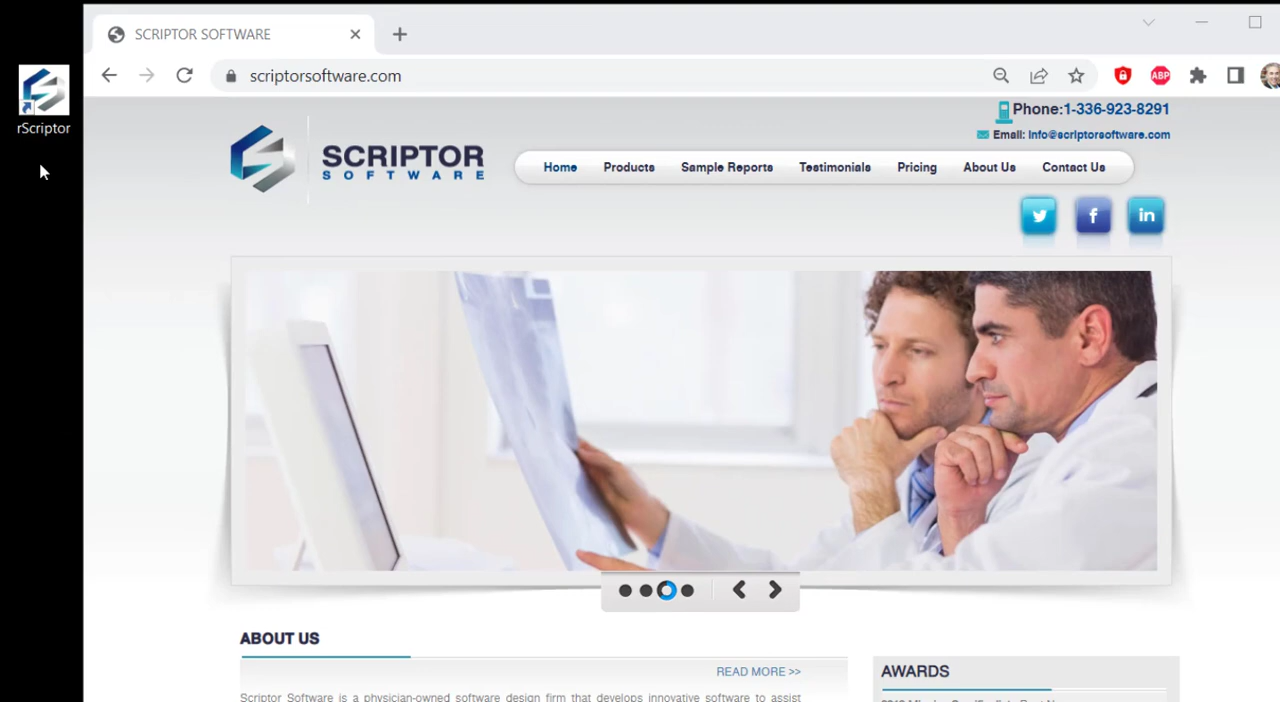 SCRIPTOR SOFTWARE
scriptorsoftware.com
ABP
rScriptor
Phone:1-336-923-8291
Email: info@scriptorsoftware.com
SCRIPTOR
SOFTWARE
Home Products Sample Reports Testimonials Pricing About Us Contact Us
f in
ABOUT US
READ MORE >>
Scriptor Software is a physician-owned software design firm that develops innovative software to assist
AWARDS